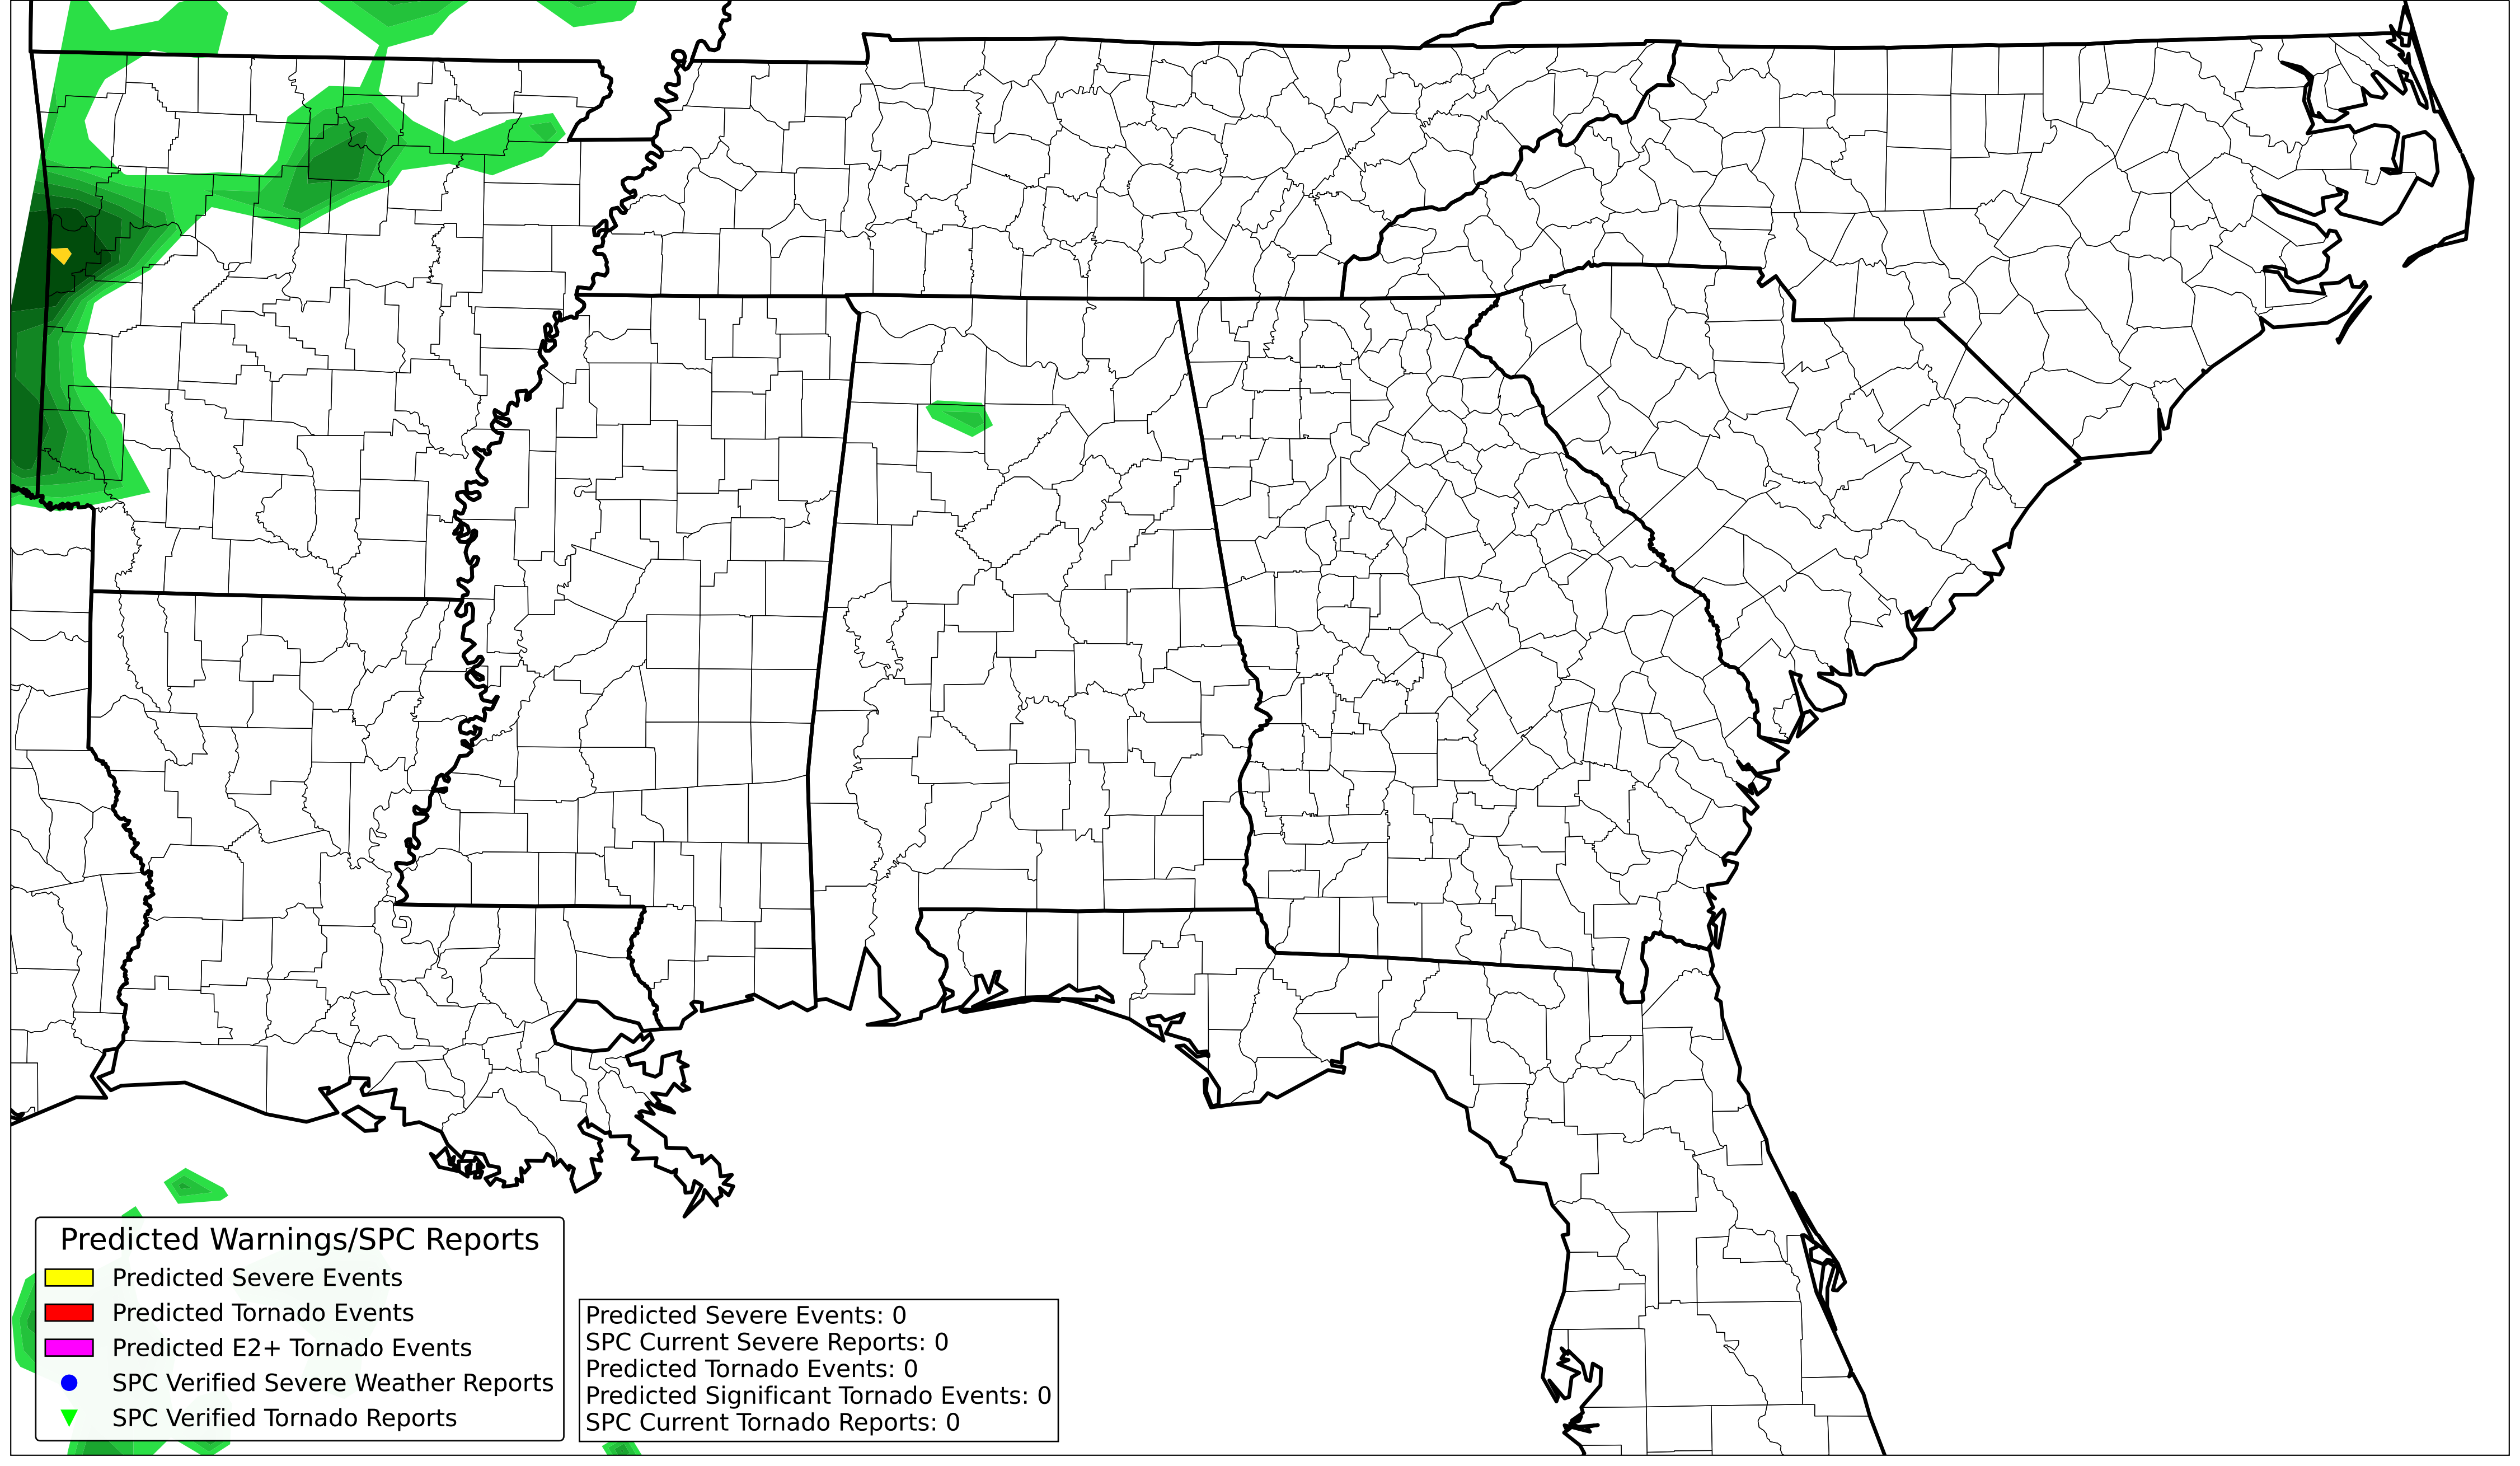 Predicted Warnings/SPC Reports
Predicted Severe Events
Predicted Tornado Events
Predicted E2+ Tornado Events
SPC Verified Severe Weather Reports
SPC Verified Tornado Reports
Predicted Severe Events: 0
SPC Current Severe Reports: 0
Predicted Tornado Events: 0
Predicted Significant Tornado Events: 0
SPC Current Tornado Reports: 0